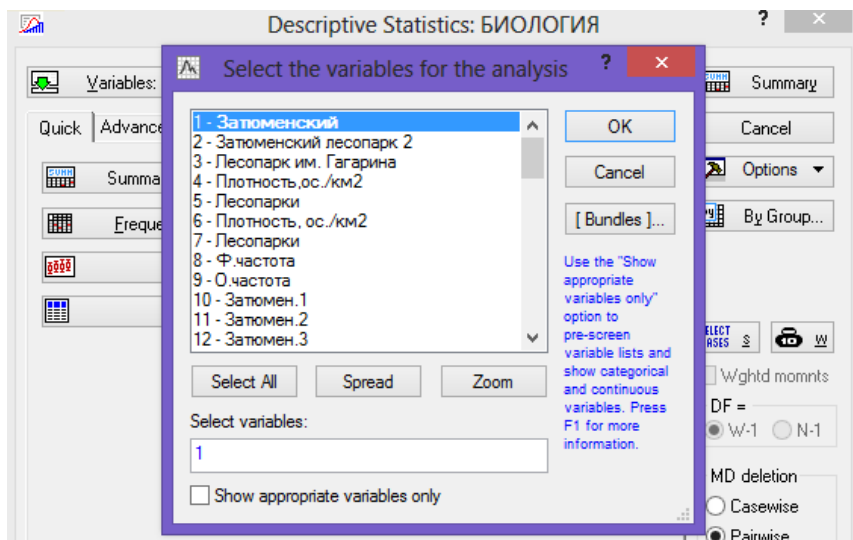 Descriptive Statistics: БИОЛОГИЯ
?
Variables:
Summary
Quick
Advance
Cancel
Summa
Options
Freque
By Group...
SELECT
CASES S
W
Wghtd momnts
DF =
W-1
N-1
MD deletion
Casewise
Pairwise
Select the variables for the analysis
?
1 - Затюменский
2 - Затюменский лесопарк 2
3 - Лесопарк им. Гагарина
4 - Плотность,ос./км2
5 - Лесопарки
6 - Плотность, ос./км2
7 - Лесопарки
8 - Ф.частота
9 - О.частота
10 - Затюмен.1
11 - Затюмен.2
12 - Затюмен.3
OK
Cancel
[ Bundles ]...
Use the "Show
appropriate
variables only"
option to
pre-screen
variable lists and
show categorical
and continuous
variables. Press
F1 for more
information.
Select All
Spread
Zoom
Select variables:
1
Show appropriate variables only